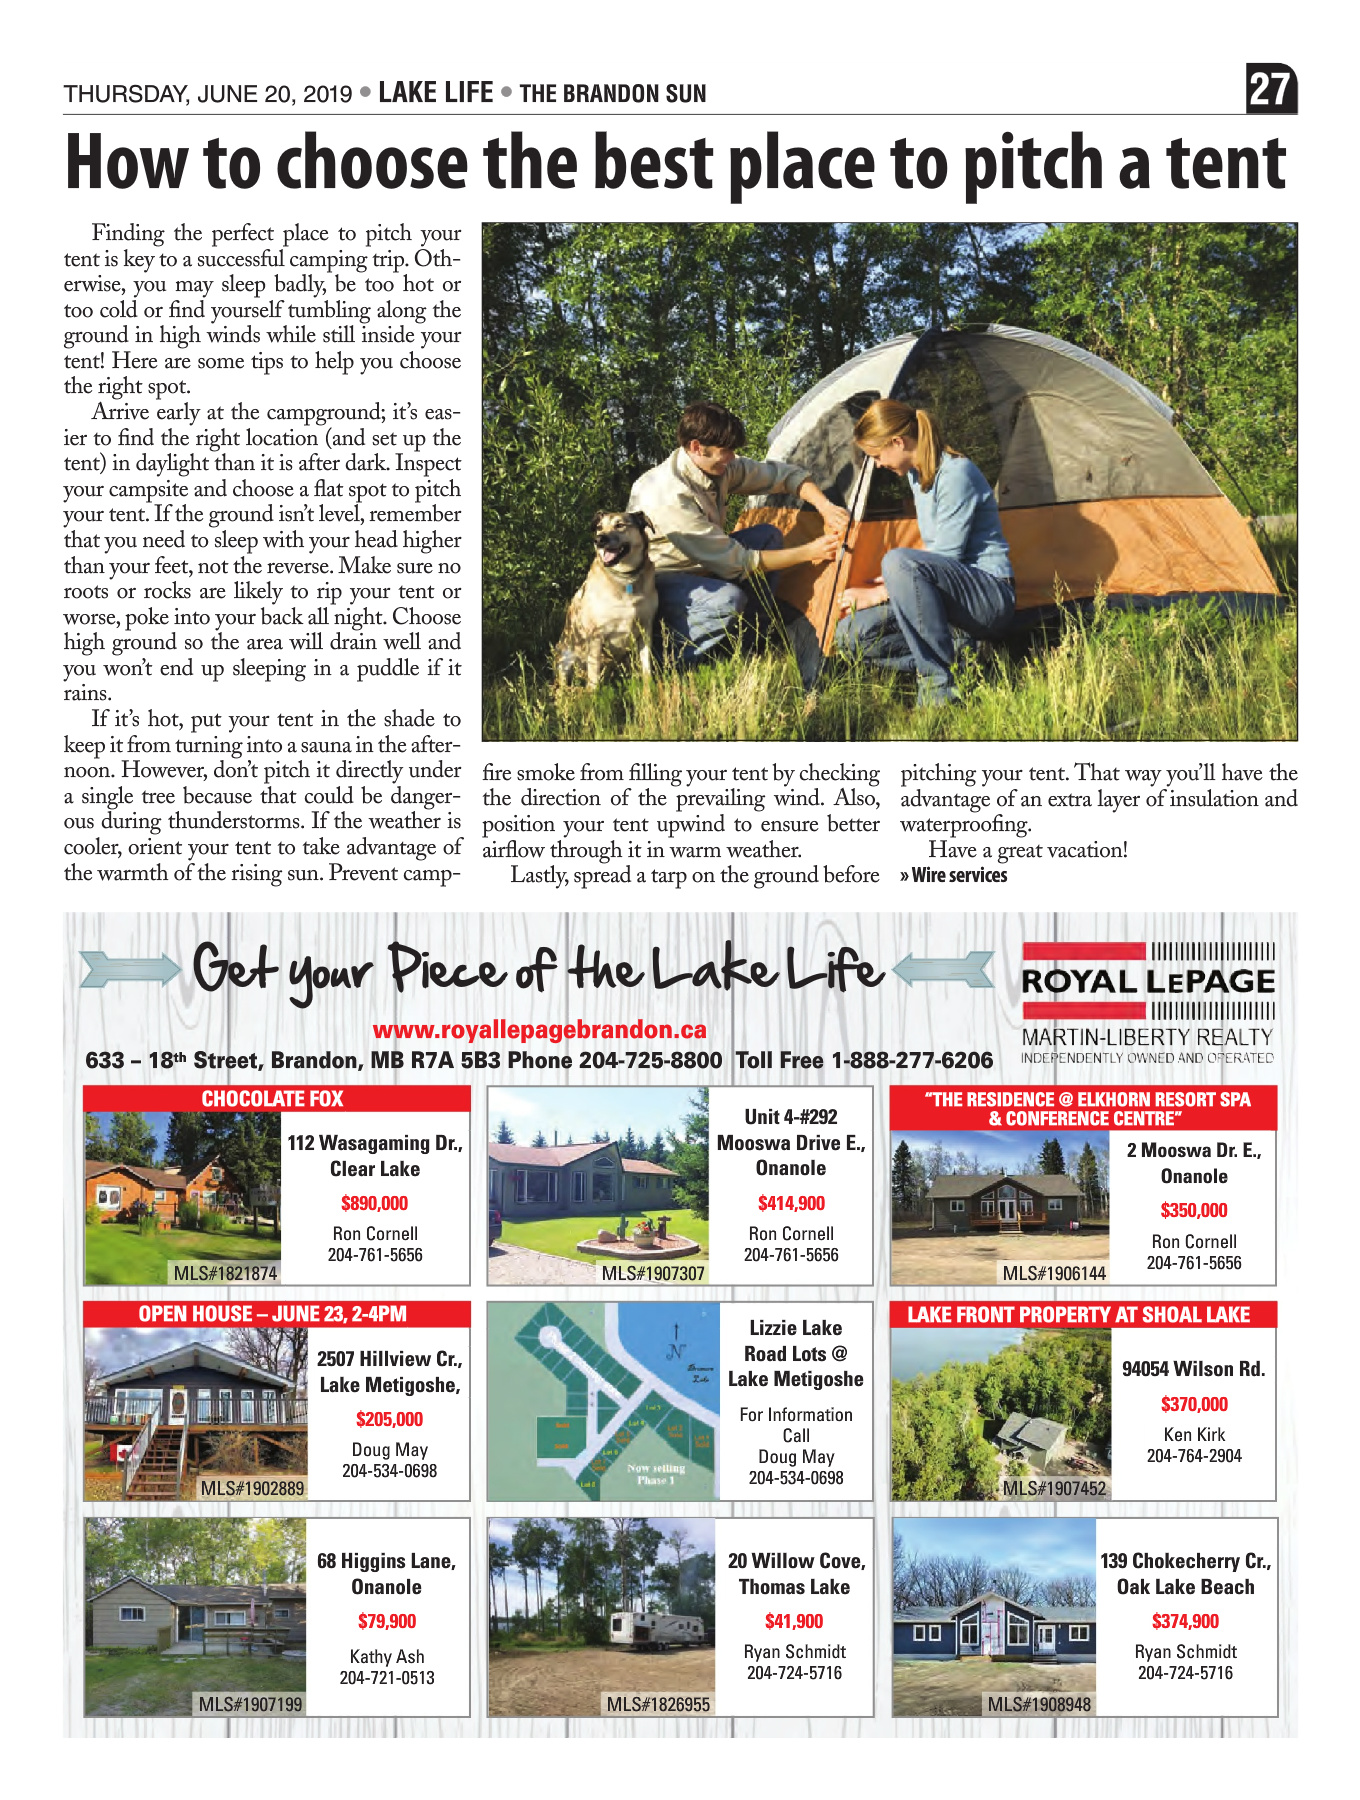 THURSDAY, JUNE 20, 2019 • LAKE LIFE • THE BRANDON SUN
27
How to choose the best place to pitch a tent
Finding the perfect place to pitch your
tent is key to a successful camping trip. Oth-
erwise, you may sleep badly, be too hot or
too cold or find yourself tumbling along the
ground in high winds while still inside your
tent! Here are some tips to help you choose
the right spot.
Arrive early at the campground; it's eas-
ier to find the right location (and set up the
tent) in daylight than it is after dark. Inspect
your campsite and choose a flat spot to pitch
your tent. If the ground isn't level, remember
that you need to sleep with your head higher
than your feet, not the reverse. Make sure no
roots or rocks are likely to rip your tent or
worse, poke into your back all night. Choose
high ground so the area will drain well and
you won't end up sleeping in a puddle if it
rains.
If it's hot, put your tent in the shade to
keep it from turning into a sauna in the after-
noon. However, don't pitch it directly under
a single tree because that could be danger-
ous during thunderstorms. If the weather is
cooler, orient your tent to take advantage of
the warmth of the rising sun. Prevent camp-
fire smoke from filling your tent by checking
the direction of the prevailing wind. Also,
position your tent upwind to ensure better
airflow through it in warm weather.
Lastly, spread a tarp on the ground before
pitching your tent. That way you'll have the
advantage of an extra layer of insulation and
waterproofing.
Have a great vacation!
» Wire services
Get your Piece of the Lake Life
www.royallepagebrandon.ca
633 – 18th Street, Brandon, MB R7A 5B3 Phone 204-725-8800 Toll Free 1-888-277-6206
ROYAL LEPAGE
MARTIN-LIBERTY REALTY
INDEPENDENTLY OWNED AND OPERATED
CHOCOLATE FOX
112 Wasagaming Dr.,
Clear Lake
$890,000
Ron Cornell
204-761-5656
MLS#1821874
Unit 4-#292
Mooswa Drive E.,
Onanole
$414,900
Ron Cornell
204-761-5656
MLS#1907307
"THE RESIDENCE @ ELKHORN RESORT SPA
& CONFERENCE CENTRE"
2 Mooswa Dr. E.,
Onanole
$350,000
Ron Cornell
204-761-5656
MLS#1906144
OPEN HOUSE – JUNE 23, 2-4PM
2507 Hillview Cr.,
Lake Metigoshe,
$205,000
Doug May
204-534-0698
MLS#1902889
N
Now selling
Phase 1
Lizzie Lake
Road Lots @
Lake Metigoshe
For Information
Call
Doug May
204-534-0698
LAKE FRONT PROPERTY AT SHOAL LAKE
94054 Wilson Rd.
$370,000
Ken Kirk
204-764-2904
MLS#1907452
68 Higgins Lane,
Onanole
$79,900
Kathy Ash
204-721-0513
MLS#1907199
20 Willow Cove,
Thomas Lake
$41,900
Ryan Schmidt
204-724-5716
MLS#1826955
139 Chokecherry Cr.,
Oak Lake Beach
$374,900
Ryan Schmidt
204-724-5716
MLS#1908948